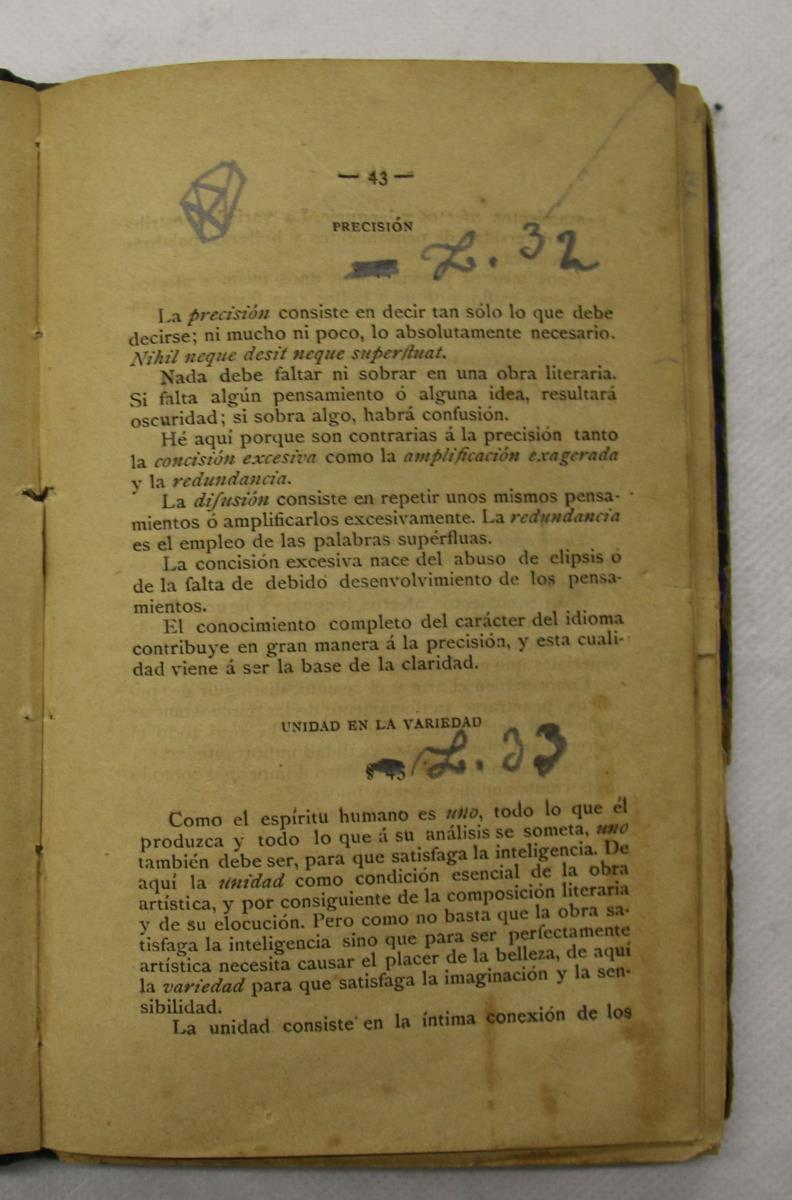 — 43 —
PRECISIÓN
L. 32
La precisión consiste en decir tan sólo lo que debe
decirse; ni mucho ni poco, lo absolutamente necesario.
Nihil neque desit neque superfluat.
Nada debe faltar ni sobrar en una obra literaria.
Si falta algún pensamiento ó alguna idea, resultará
oscuridad; si sobra algo, habrá confusión.
Hé aquí porque son contrarias á la precisión tanto
la concisión excesiva como la amplificación exagerada
y la redundancia.
La difusión consiste en repetir unos mismos pensa-
mientos ó amplificarlos excesivamente. La redundancia
es el empleo de las palabras supérfluas.
La concisión excesiva nace del abuso de elipsis ó
de la falta de debido desenvolvimiento de los pensa-
mientos.
El conocimiento completo del carácter del idioma
contribuye en gran manera á la precisión, y esta cuali-
dad viene á ser la base de la claridad.
UNIDAD EN LA VARIEDAD
§ L. 33
Como el espíritu humano es uno, todo lo que él
produzca y todo lo que á su análisis se someta, uno
también debe ser, para que satisfaga la inteligencia. De
aquí la unidad como condición esencial de la obra
artística, y por consiguiente de la composición literaria
y de su elocución. Pero como no basta que la obra sa-
tisfaga la inteligencia sino que para ser perfectamente
artística necesita causar el placer de la belleza, de aquí
la variedad para que satisfaga la imaginación y la sen-
sibilidad.
La unidad consiste en la íntima conexión de los